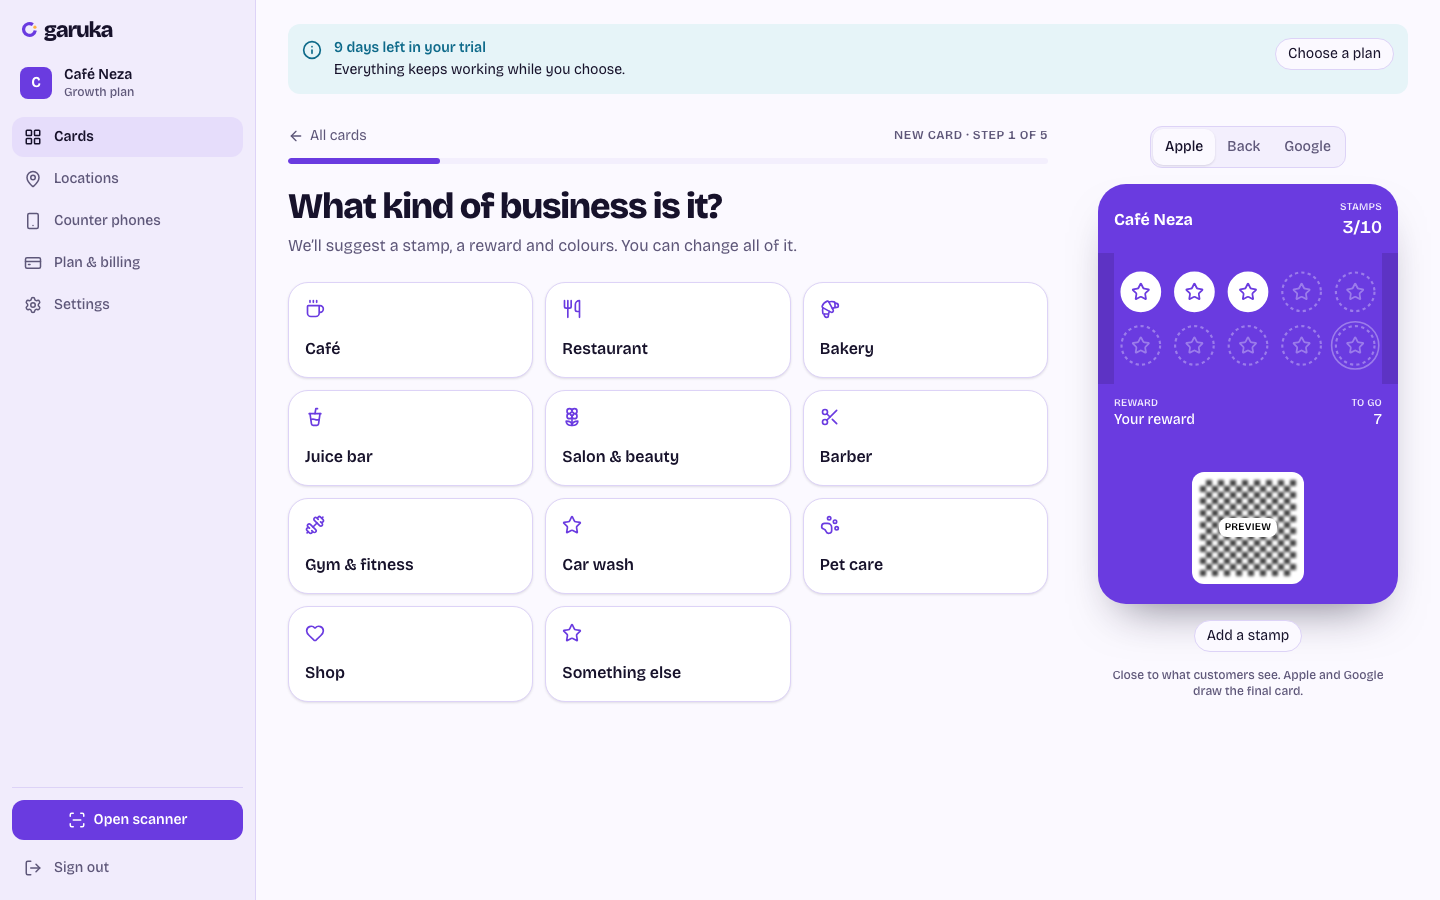 garuka
C
Café Neza
Growth plan
Cards
Locations
Counter phones
Plan & billing
Settings
Open scanner
Sign out
9 days left in your trial
Everything keeps working while you choose.
Choose a plan
All cards
NEW CARD · STEP 1 OF 5
What kind of business is it?
We’ll suggest a stamp, a reward and colours. You can change all of it.
Café
Restaurant
Bakery
Juice bar
Salon & beauty
Barber
Gym & fitness
Car wash
Pet care
Shop
Something else
Apple
Back
Google
Café Neza
STAMPS
3/10
REWARD
TO GO
Your reward
7
PREVIEW
Add a stamp
Close to what customers see. Apple and Google
draw the final card.